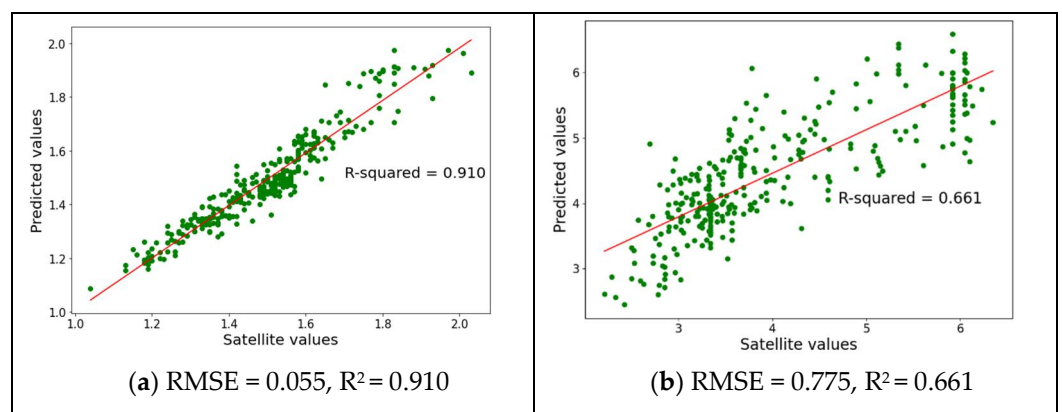 2.0
1.8
1.6
1.4
1.2
1.0
Predicted values
R-squared = 0.910
1.0 1.2 1.4 1.6 1.8 2.0
Satellite values
(a) RMSE = 0.055, R² = 0.910
6
5
4
3
Predicted values
R-squared = 0.661
3 4 5 6
Satellite values
(b) RMSE = 0.775, R² = 0.661